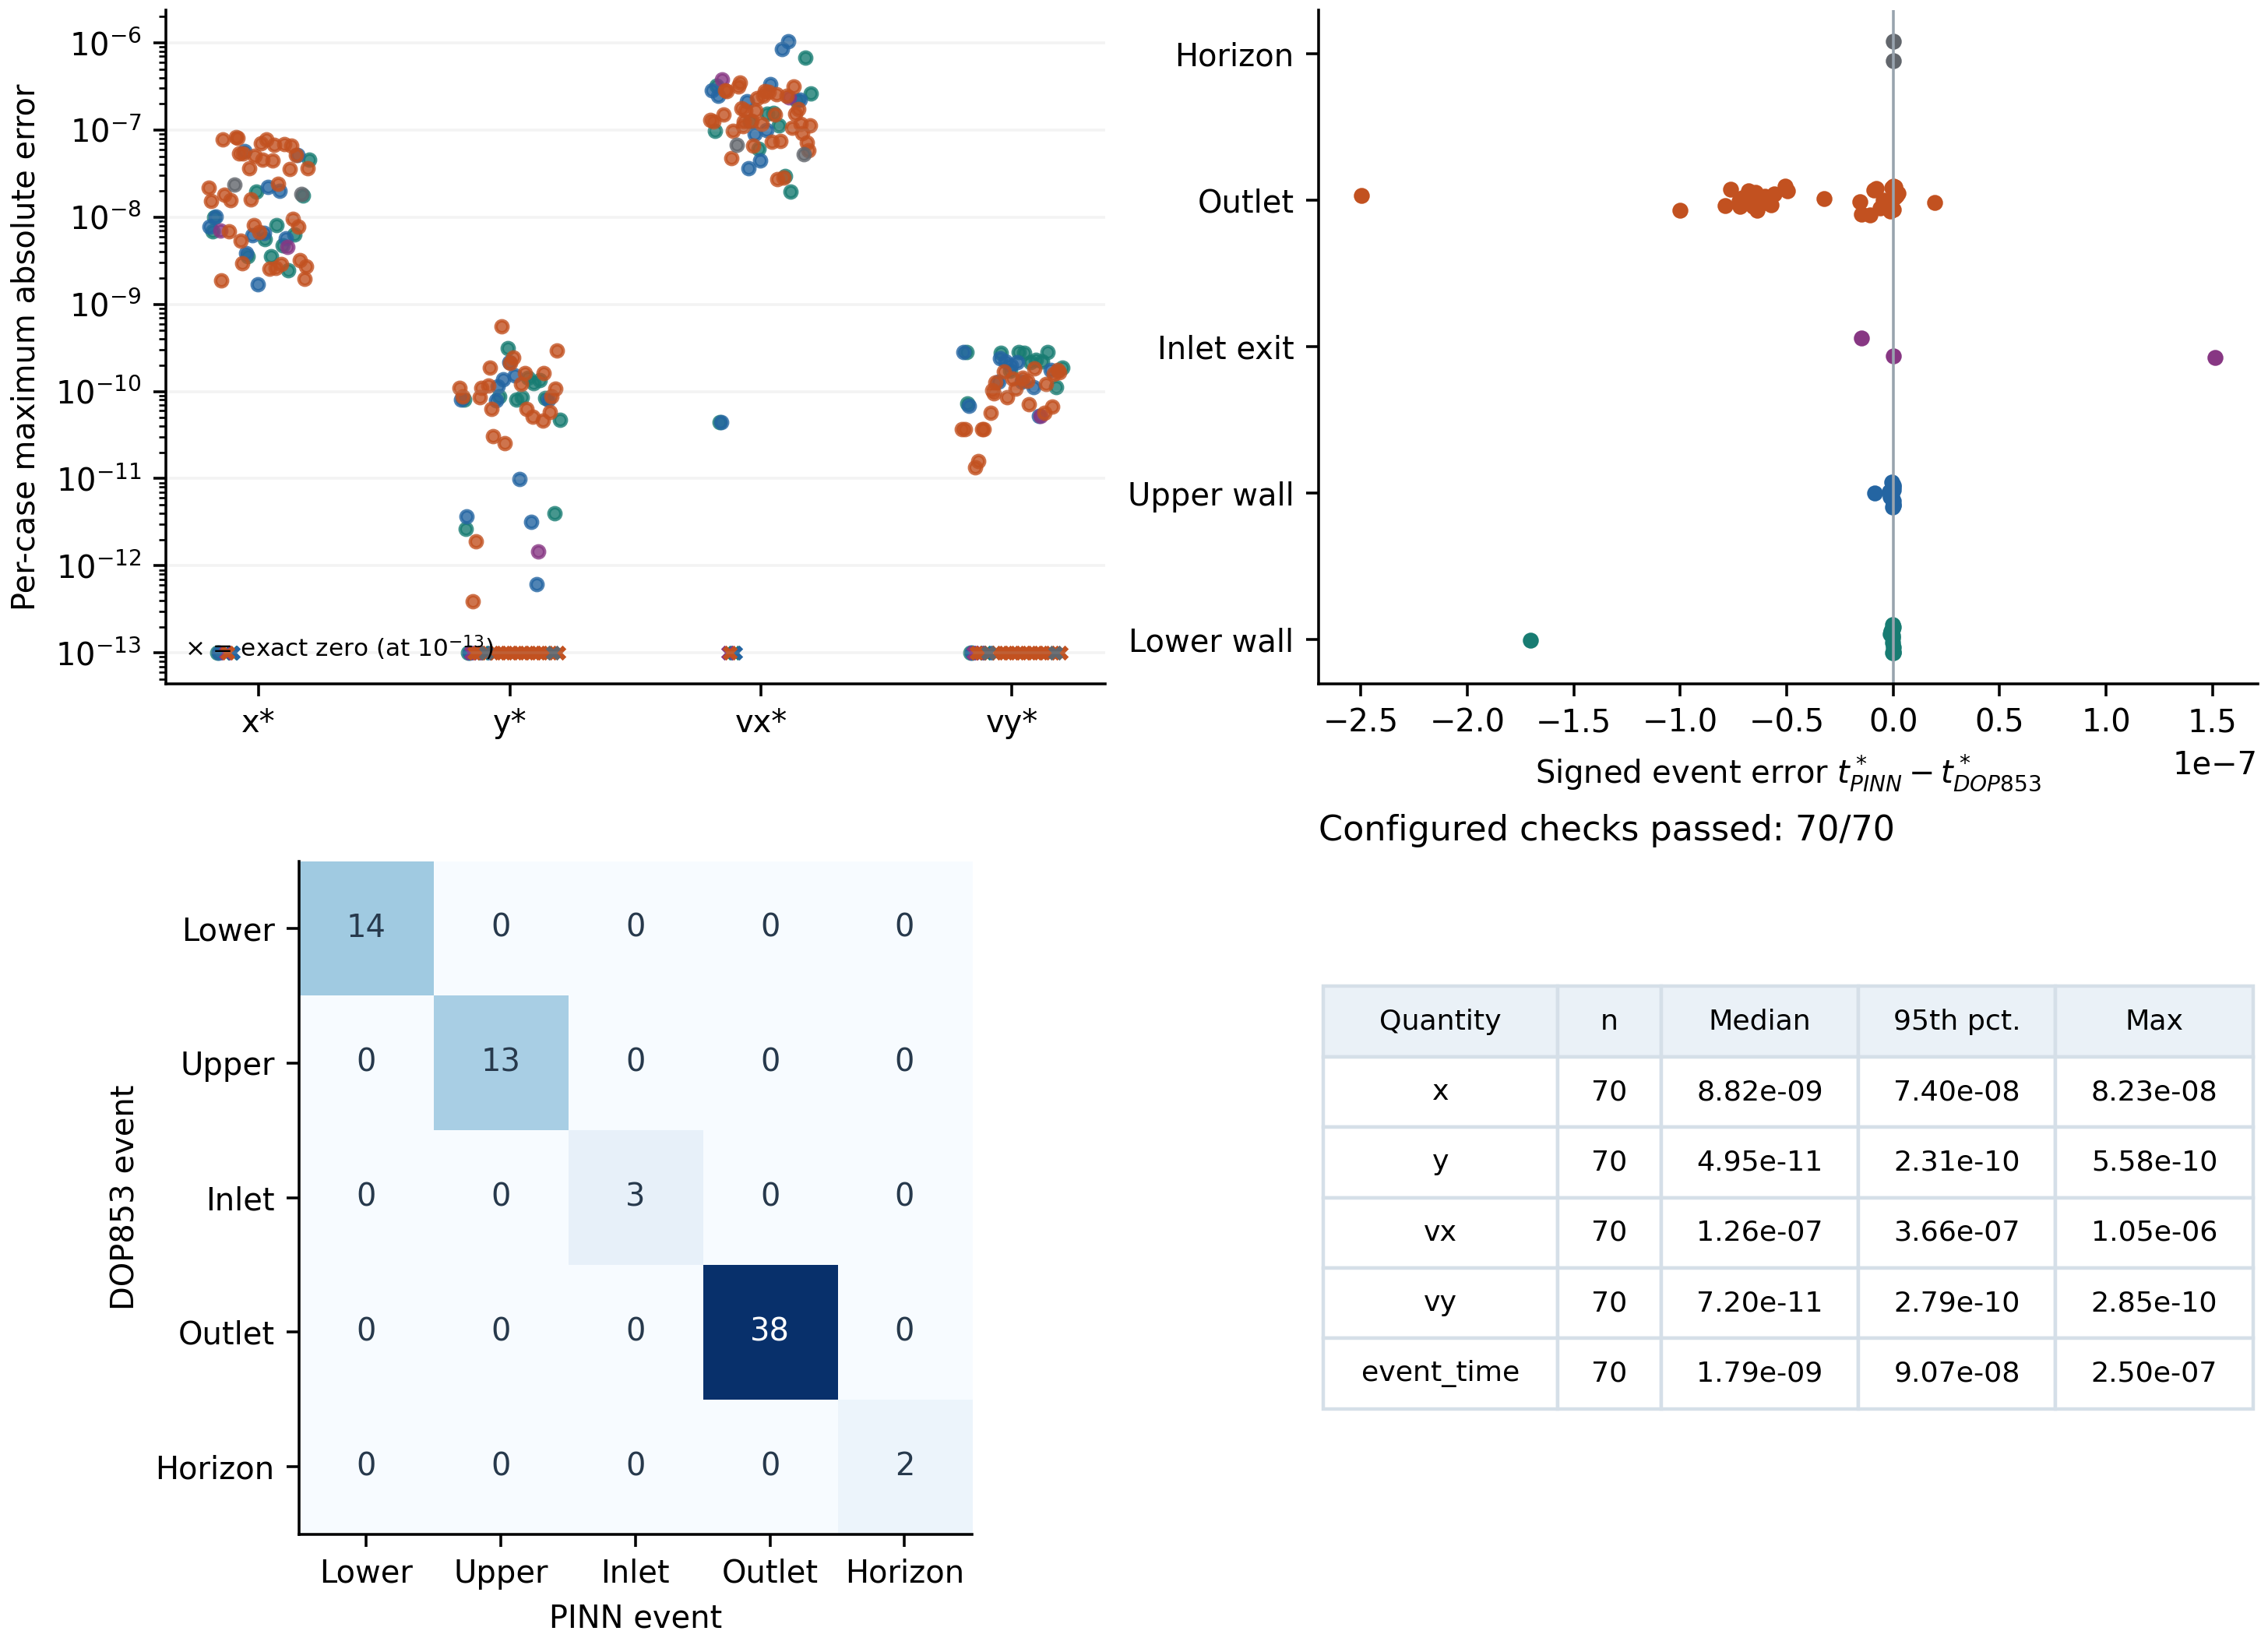 Per-case maximum absolute error
10⁻⁶
10⁻⁷
10⁻⁸
10⁻⁹
10⁻¹⁰
10⁻¹¹
10⁻¹²
10⁻¹³
× = exact zero (at 10⁻¹³)
x* y* vx* vy*
Horizon
Outlet
Inlet exit
Upper wall
Lower wall
−2.5 −2.0 −1.5 −1.0 −0.5 0.0 0.5 1.0 1.5
1e−7
Signed event error t*PINN − t*DOP853
DOP853 event
Lower 14 0 0 0 0
Upper 0 13 0 0 0
Inlet 0 0 3 0 0
Outlet 0 0 0 38 0
Horizon 0 0 0 0 2
Lower Upper Inlet Outlet Horizon
PINN event
Configured checks passed: 70/70
Quantity n Median 95th pct. Max
x 70 8.82e-09 7.40e-08 8.23e-08
y 70 4.95e-11 2.31e-10 5.58e-10
vx 70 1.26e-07 3.66e-07 1.05e-06
vy 70 7.20e-11 2.79e-10 2.85e-10
event_time 70 1.79e-09 9.07e-08 2.50e-07